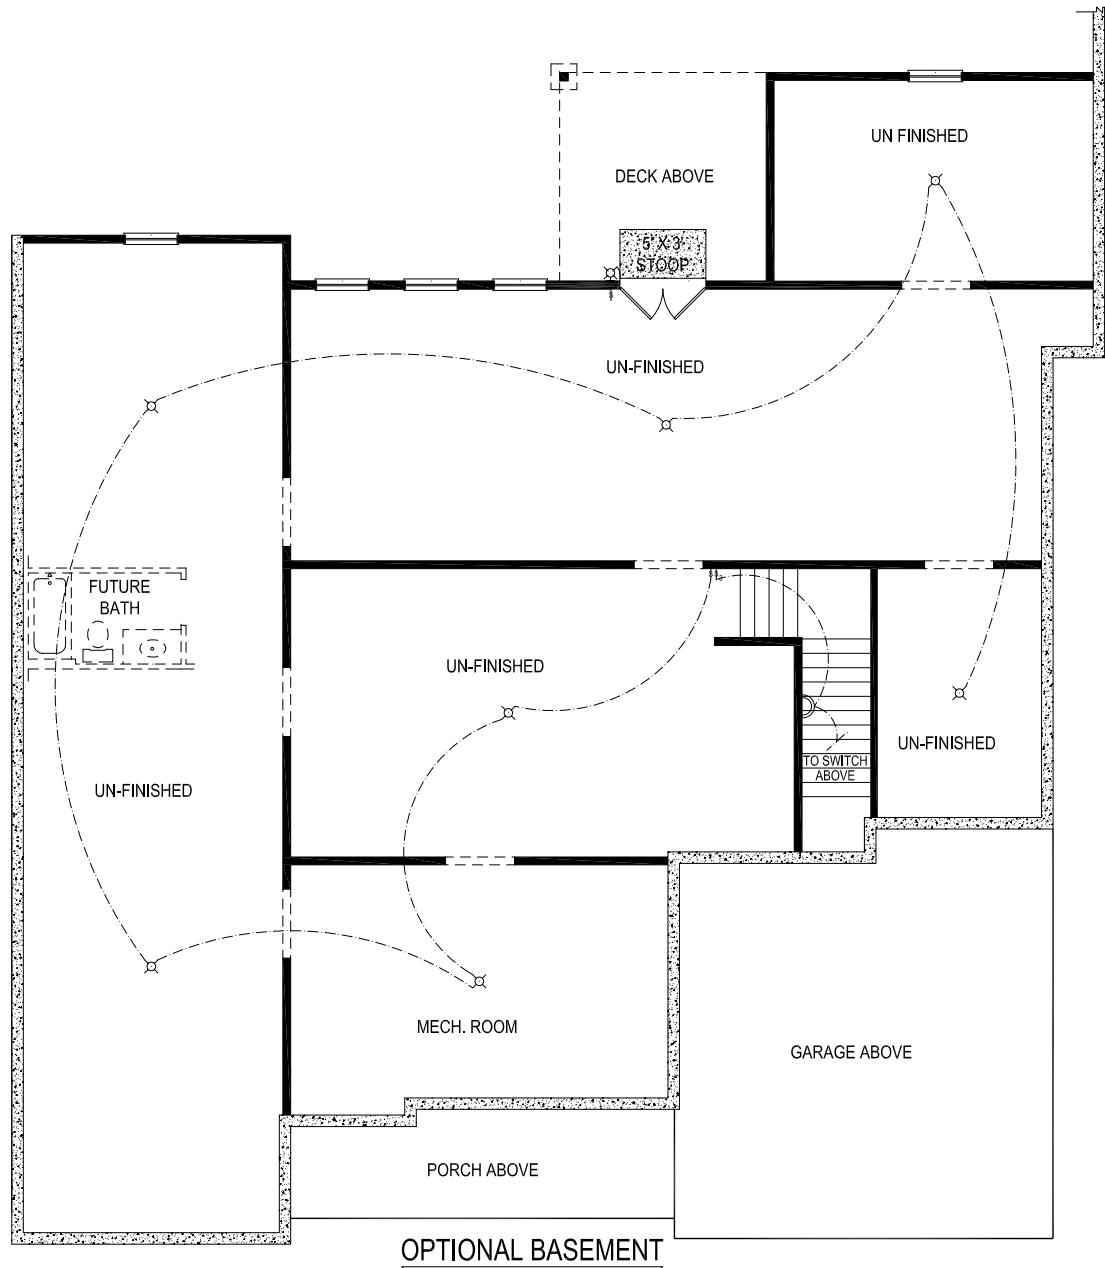 UN FINISHED
DECK ABOVE
5' X 3'
STOOP
UN-FINISHED
FUTURE
BATH
UN-FINISHED
UN-FINISHED
TO SWITCH
ABOVE
UN-FINISHED
MECH. ROOM
GARAGE ABOVE
PORCH ABOVE
OPTIONAL BASEMENT